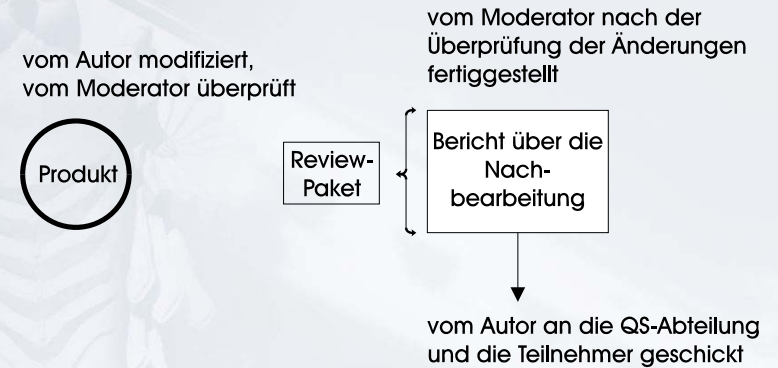 vom Autor modifiziert,
vom Moderator überprüft
Produkt
Review-
Paket
vom Moderator nach der
Überprüfung der Änderungen
fertiggestellt
Bericht über die
Nach-
bearbeitung
vom Autor an die QS-Abteilung
und die Teilnehmer geschickt